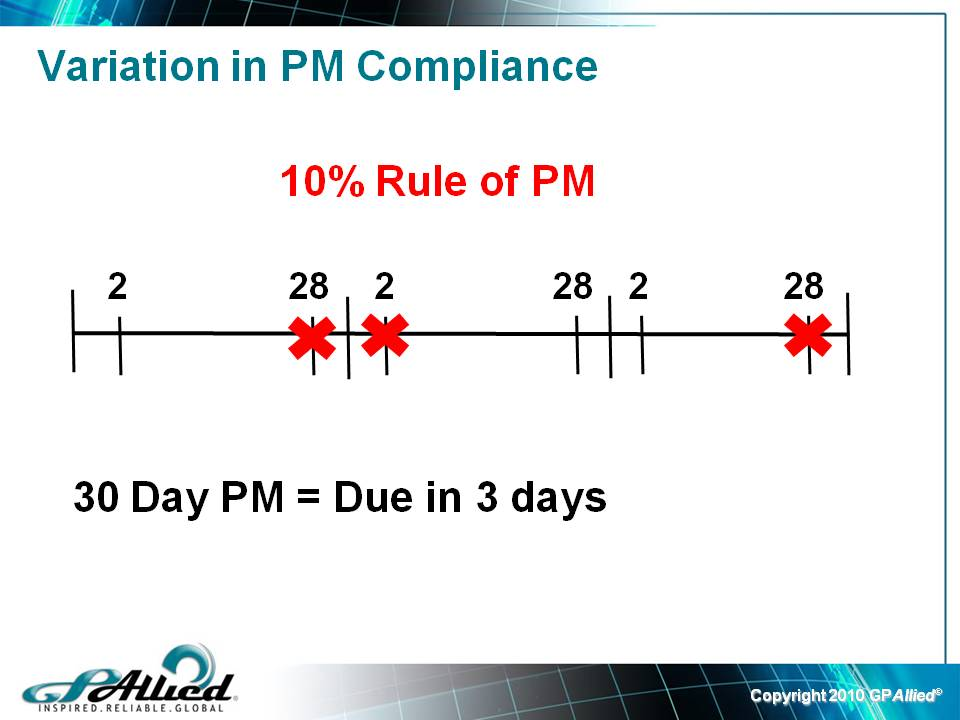 Variation in PM Compliance
10% Rule of PM
2 28 2 28 2 28
30 Day PM = Due in 3 days
GPAllied®
INSPIRED.RELIABLE.GLOBAL
Copyright 2010 GPAllied©